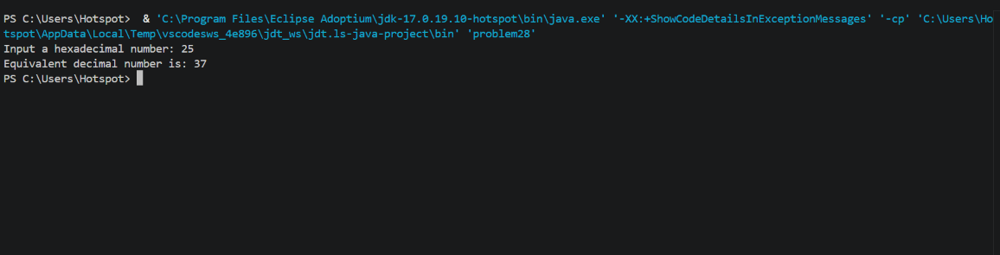 PS C:\Users\Hotspot>  & 'C:\Program Files\Eclipse Adoptium\jdk-17.0.19.10-hotspot\bin\java.exe' '-XX:+ShowCodeDetailsInExceptionMessages' '-cp' 'C:\Users\Ho
tspot\AppData\Local\Temp\vscodesws_4e896\jdt_ws\jdt.ls-java-project\bin' 'problem28'
Input a hexadecimal number: 25
Equivalent decimal number is: 37
PS C:\Users\Hotspot>